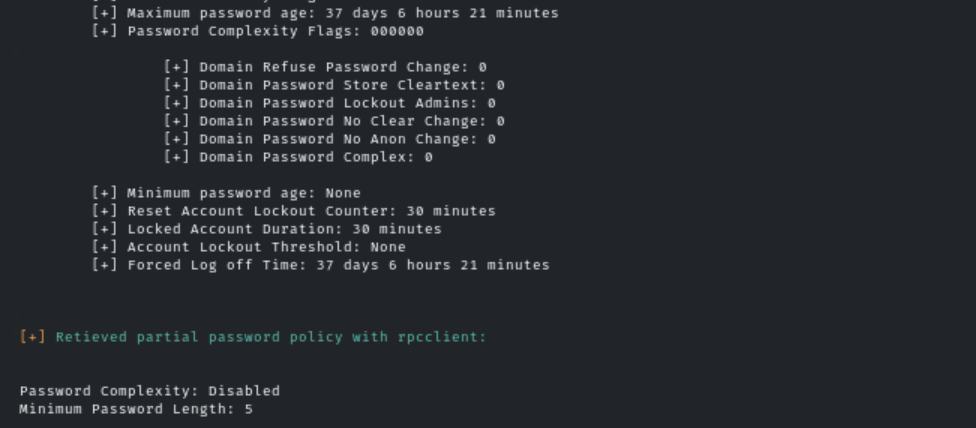 [+] Maximum password age: 37 days 6 hours 21 minutes
[+] Password Complexity Flags: 000000
[+] Domain Refuse Password Change: 0
[+] Domain Password Store Cleartext: 0
[+] Domain Password Lockout Admins: 0
[+] Domain Password No Clear Change: 0
[+] Domain Password No Anon Change: 0
[+] Domain Password Complex: 0
[+] Minimum password age: None
[+] Reset Account Lockout Counter: 30 minutes
[+] Locked Account Duration: 30 minutes
[+] Account Lockout Threshold: None
[+] Forced Log off Time: 37 days 6 hours 21 minutes
[+] Retieved partial password policy with rpcclient:
Password Complexity: Disabled
Minimum Password Length: 5